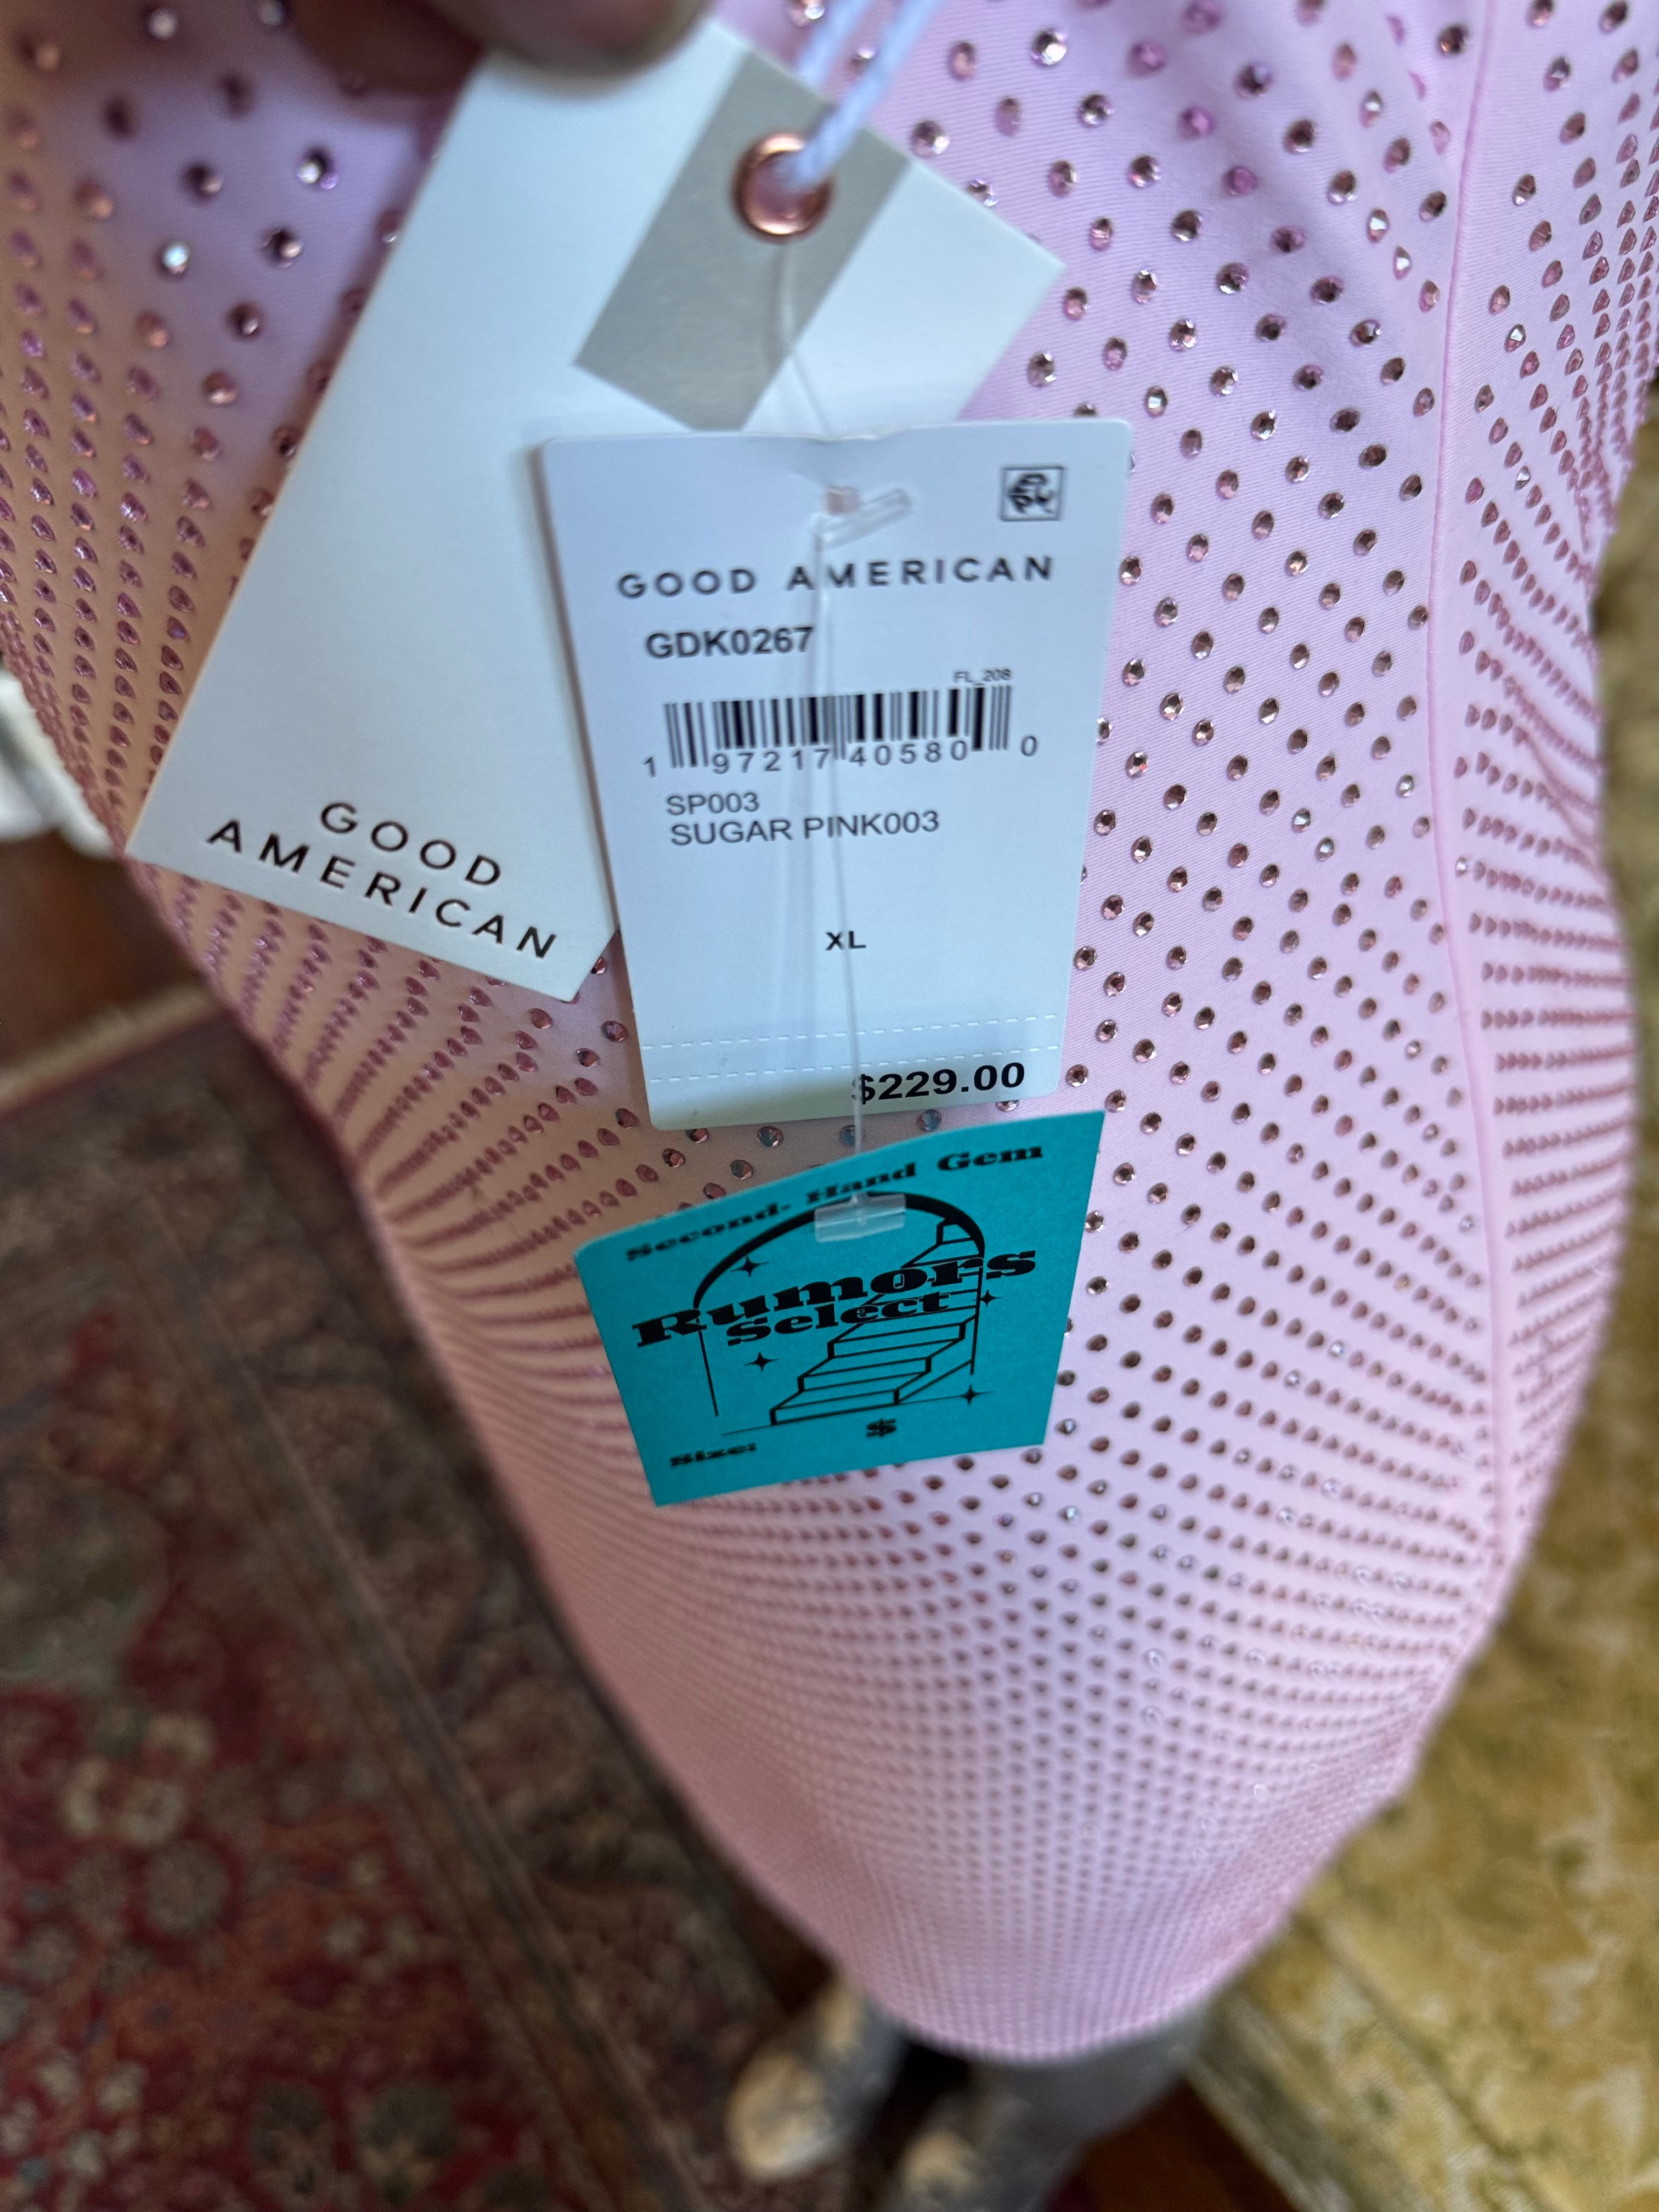 GOOD
AMERICAN
GOOD AMERICAN
GDK0267
FL_208
1 97217 40580 0
SP003
SUGAR PINK003
XL
$229.00
Second-Hand Gem
Rumors
Select
$
Size: